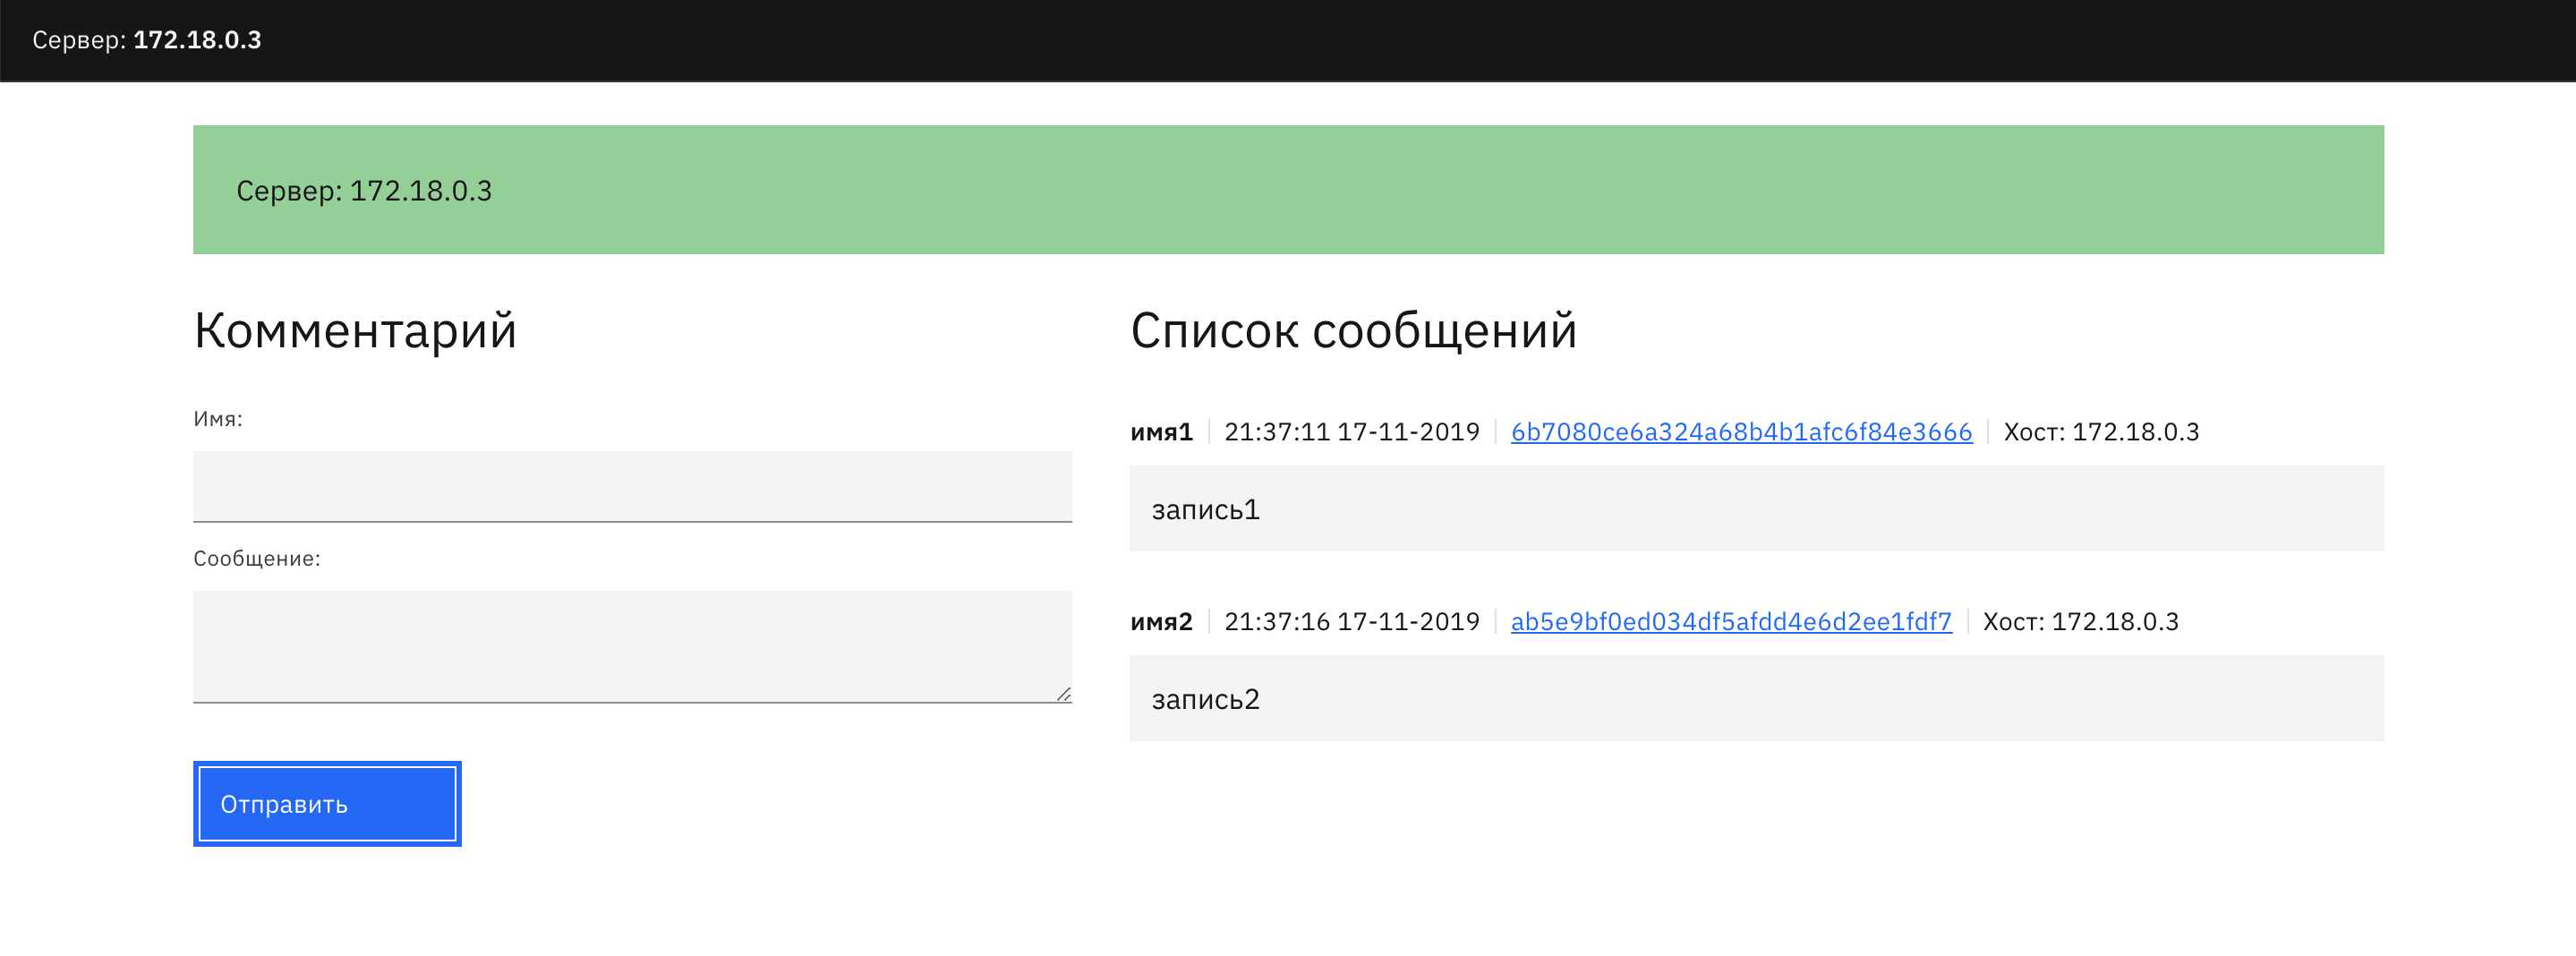 Сервер: 172.18.0.3
Сервер: 172.18.0.3
Комментарий
Имя:
Сообщение:
Отправить
Список сообщений
имя1 21:37:11 17-11-2019 6b7080ce6a324a68b4b1afc6f84e3666 Хост: 172.18.0.3
запись1
имя2 21:37:16 17-11-2019 ab5e9bf0ed034df5afdd4e6d2ee1fdf7 Хост: 172.18.0.3
запись2